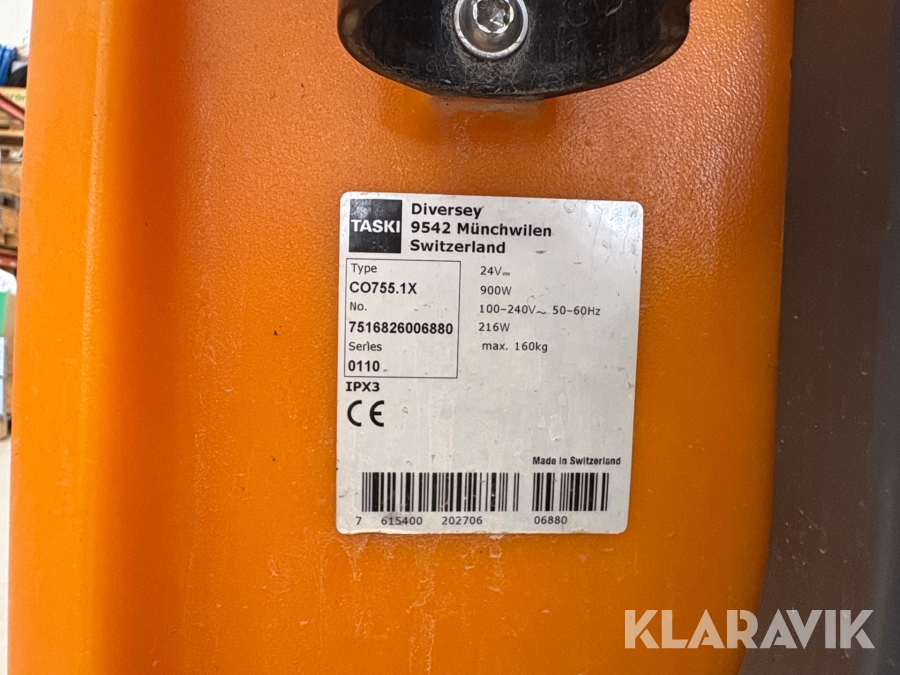 TASKI
Diversey
9542 Münchwilen
Switzerland
Type
CO755.1X
No.
7516826006880
Series
0110
IPX3
CE
24V⎓
900W
100-240V~ 50-60Hz
216W
max. 160kg
Made in Switzerland
7 615400 202706 06880
KLARAVIK